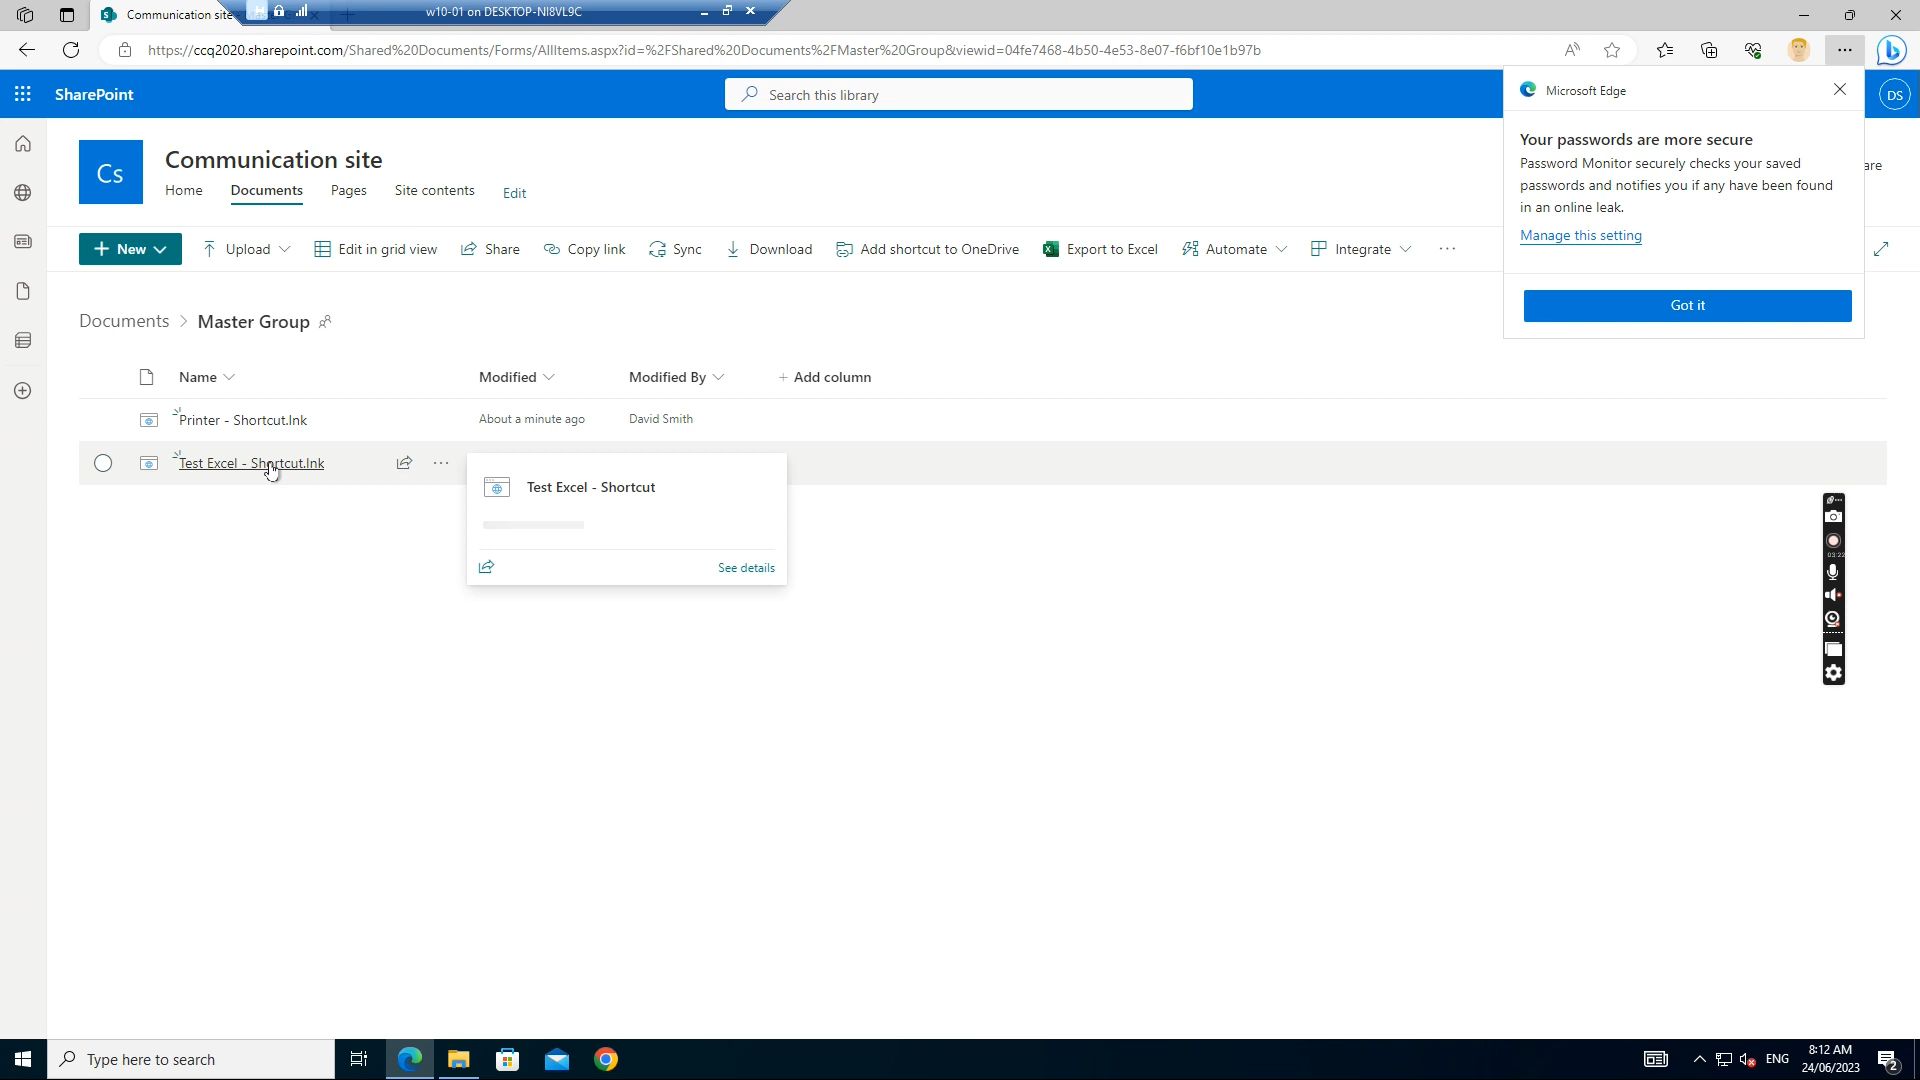 Communication site
w10-01 on DESKTOP-NI8VL9C
https://ccq2020.sharepoint.com/Shared%20Documents/Forms/AllItems.aspx?id=%2FShared%20Documents%2FMaster%20Group&viewid=04fe7468-4b50-4e53-8e07-f6bf10e1b97b
SharePoint
Search this library
DS
Microsoft Edge
Your passwords are more secure
Password Monitor securely checks your saved
passwords and notifies you if any have been found
in an online leak.
Manage this setting
Got it
Cs
Communication site
Home
Documents
Pages
Site contents
Edit
are
New
Upload
Edit in grid view
Share
Copy link
Sync
Download
Add shortcut to OneDrive
Export to Excel
Automate
Integrate
Documents > Master Group
Name
Modified
Modified By
+ Add column
Printer - Shortcut.lnk
About a minute ago
David Smith
Test Excel - Shortcut.lnk
Test Excel - Shortcut
See details
03:22
Type here to search
ENG
8:12 AM
24/06/2023
2